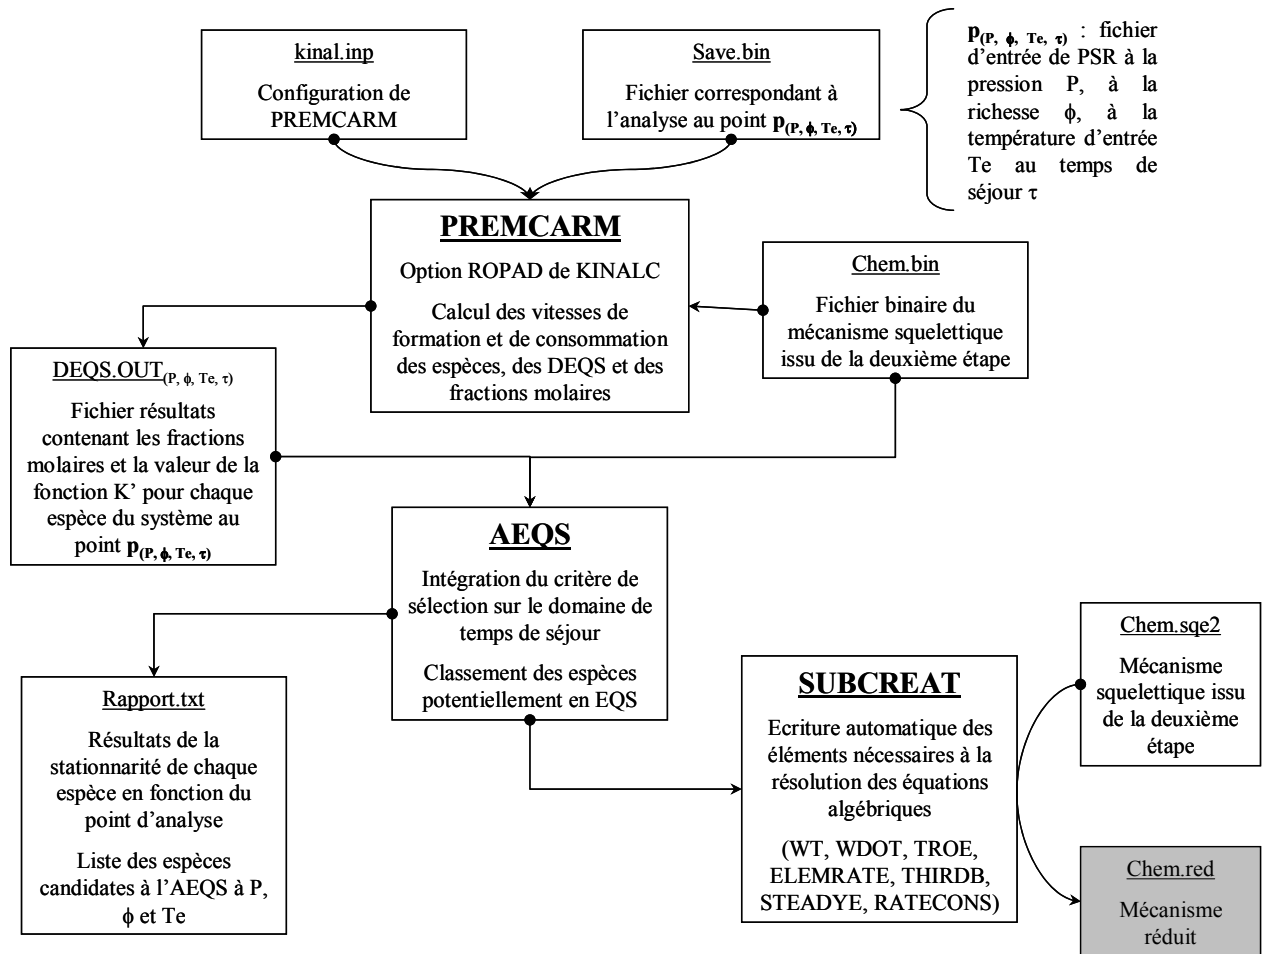 kinal.inp
Configuration de
PREMCARM
Save.bin
Fichier correspondant à
l'analyse au point p(P, ϕ, Te, τ)
p(P, ϕ, Te, τ) : fichier
d'entrée de PSR à la
pression P, à la
richesse ϕ, à la
température d'entrée
Te au temps de
séjour τ
PREMCARM
Option ROPAD de KINALC
Calcul des vitesses de
formation et de consommation
des espèces, des DEQS et des
fractions molaires
Chem.bin
Fichier binaire du
mécanisme squelettique
issu de la deuxième étape
DEQS.OUT(P, ϕ, Te, τ)
Fichier résultats
contenant les fractions
molaires et la valeur de la
fonction K' pour chaque
espèce du système au
point p(P, ϕ, Te, τ)
AEQS
Intégration du critère de
sélection sur le domaine de
temps de séjour
Classement des espèces
potentiellement en EQS
Rapport.txt
Résultats de la
stationnarité de chaque
espèce en fonction du
point d'analyse
Liste des espèces
candidates à l'AEQS à P,
ϕ et Te
SUBCREAT
Ecriture automatique des
éléments nécessaires à la
résolution des équations
algébriques
(WT, WDOT, TROE,
ELEMRATE, THIRDB,
STEADYE, RATECONS)
Chem.sqe2
Mécanisme
squelettique issu
de la deuxième
étape
Chem.red
Mécanisme
réduit